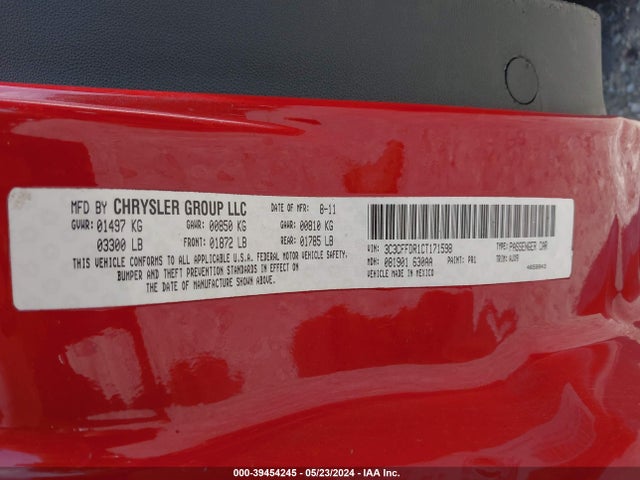 MFD BY CHRYSLER GROUP LLC DATE OF MFR: 8-11
GVWR: 01497 KG GAWR: 00850 KG GAWR: 00810 KG
03300 LB FRONT: 01872 LB REAR: 01785 LB
THIS VEHICLE CONFORMS TO ALL APPLICABLE U.S.A. FEDERAL MOTOR VEHICLE SAFETY,
BUMPER AND THEFT PREVENTION STANDARDS IN EFFECT ON
THE DATE OF MANUFACTURE SHOWN ABOVE.
VIN: 3C3CFFDR1CT171598 TYPE: PASSENGER CAR
MDH: 081901 630AA PAINT: PR1 TRIM:
MADE IN MEXICO
000-39454245 - 05/23/2024 - IAA Inc.